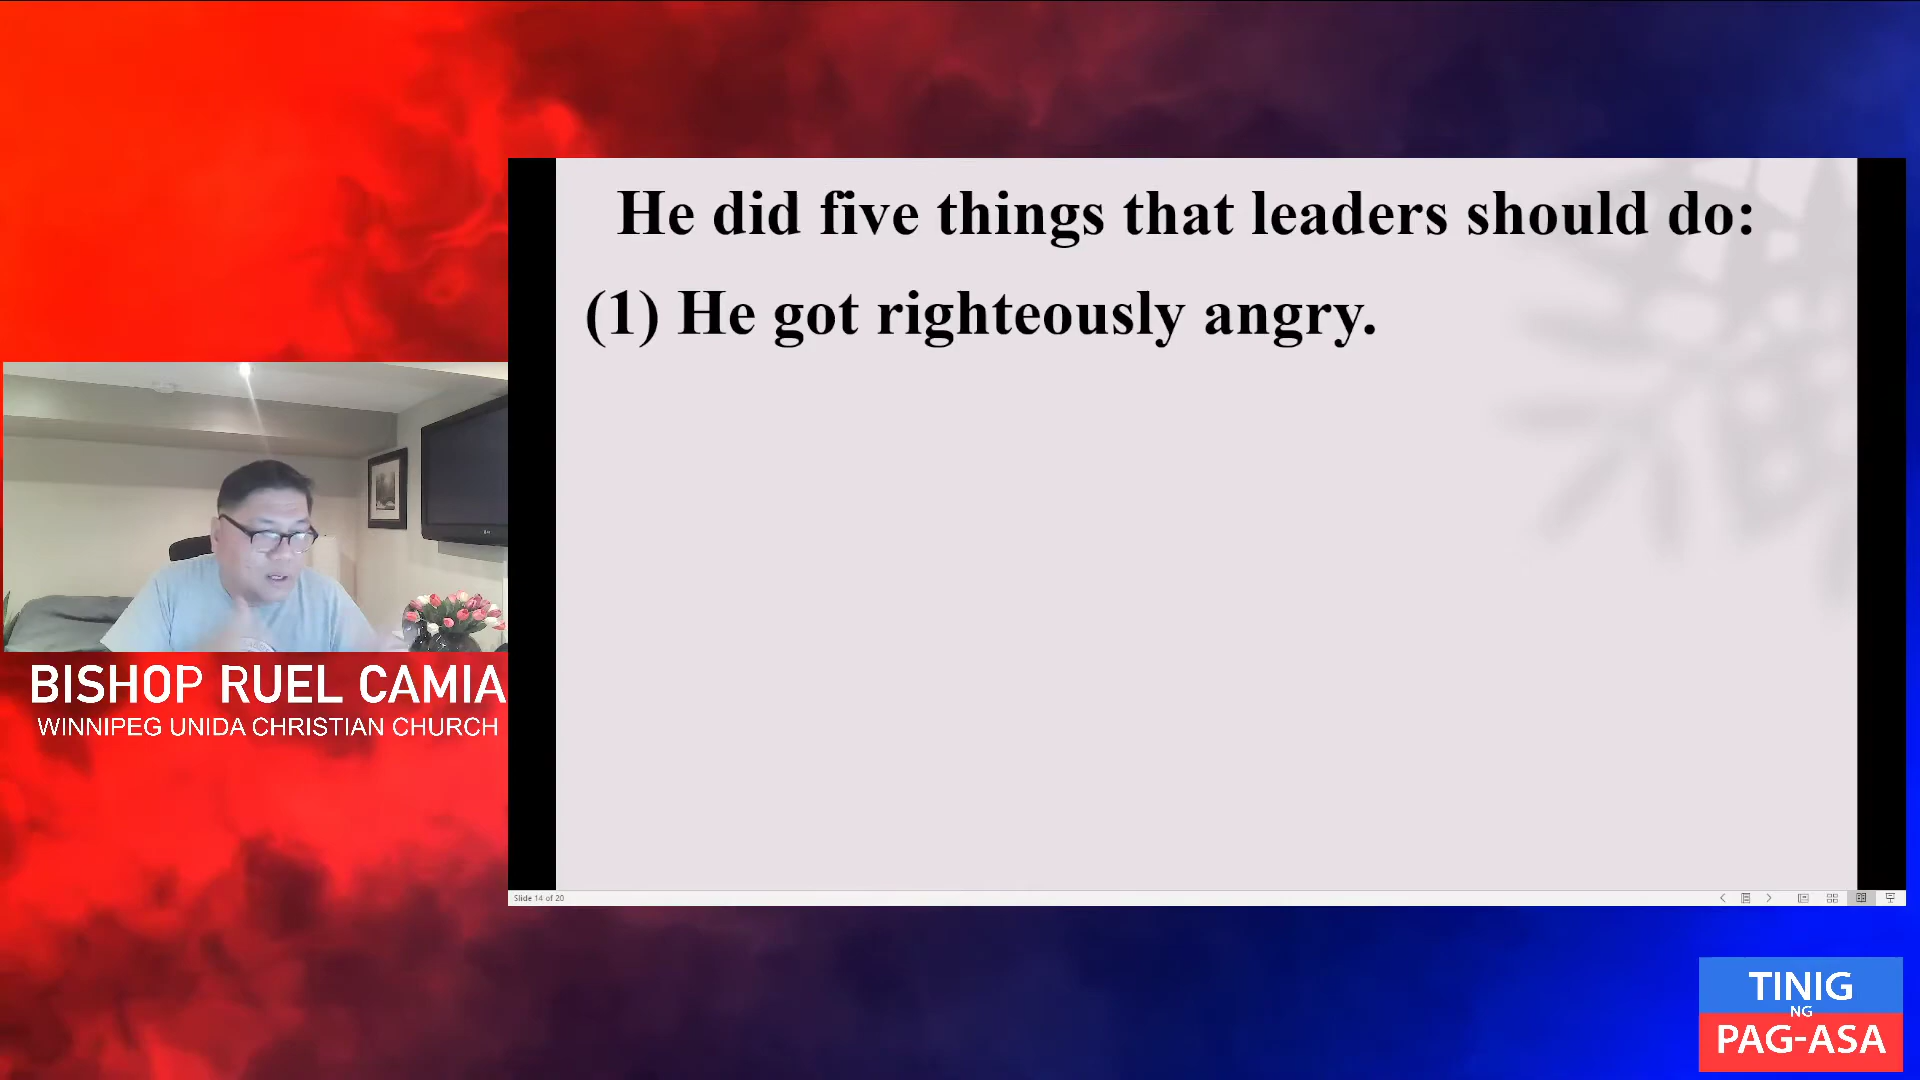 He did five things that leaders should do:
(1) He got righteously angry.
BISHOP RUEL CAMIA
WINNIPEG UNIDA CHRISTIAN CHURCH
Slide 14 of 20
TINIG
NG
PAG-ASA